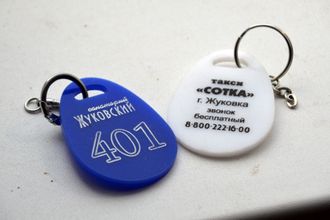 санаторий
ЖУКОВСКИЙ
401
такси
«СОТКА»
г. Жуковка
звонок
бесплатный
8-800-222-16-00